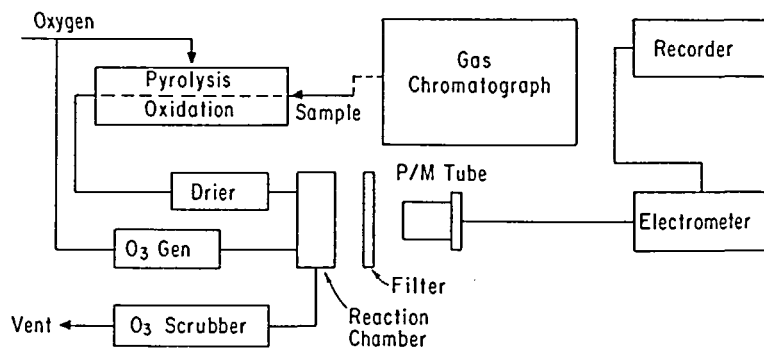 Oxygen
Pyrolysis
Oxidation
Sample
Gas
Chromatograph
Recorder
P/M Tube
Drier
Electrometer
O₃ Gen
Filter
Reaction
Chamber
Vent
O₃ Scrubber